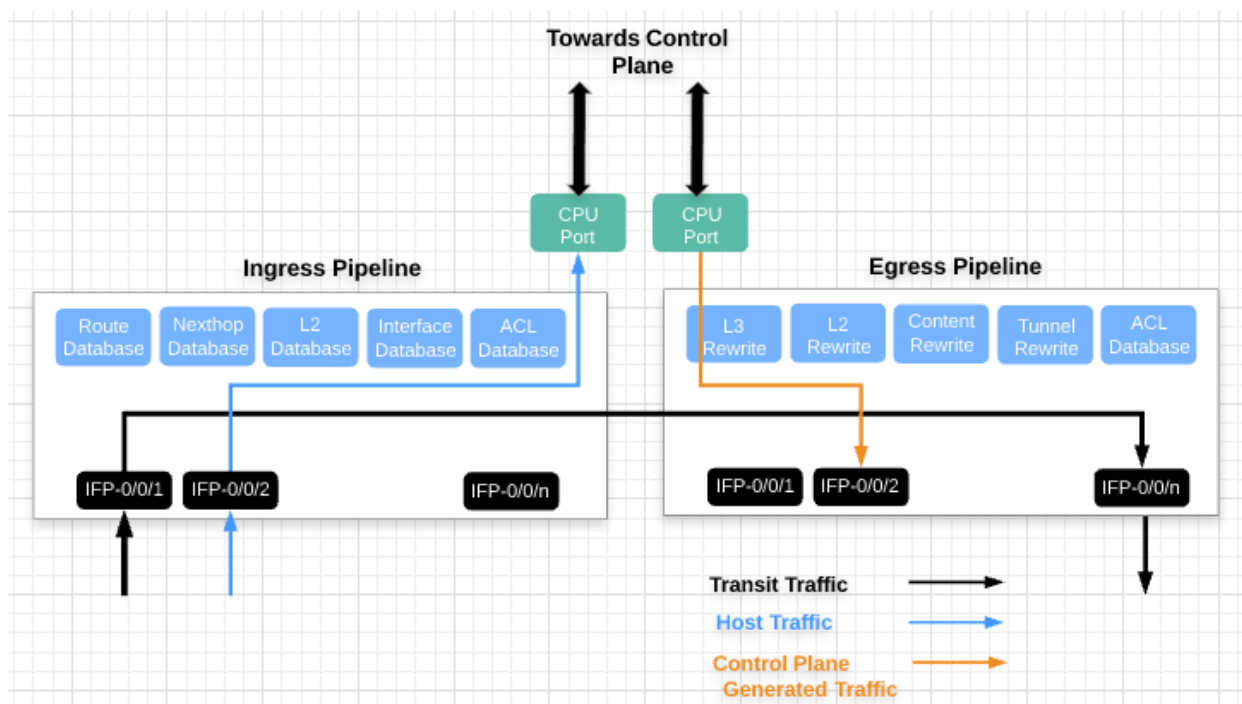 Towards Control
Plane
CPU
Port
CPU
Port
Ingress Pipeline
Egress Pipeline
Route
Database
Nexthop
Database
L2
Database
Interface
Database
ACL
Database
L3
Rewrite
L2
Rewrite
Content
Rewrite
Tunnel
Rewrite
ACL
Database
IFP-0/0/1
IFP-0/0/2
IFP-0/0/n
IFP-0/0/1
IFP-0/0/2
IFP-0/0/n
Transit Traffic
Host Traffic
Control Plane
Generated Traffic